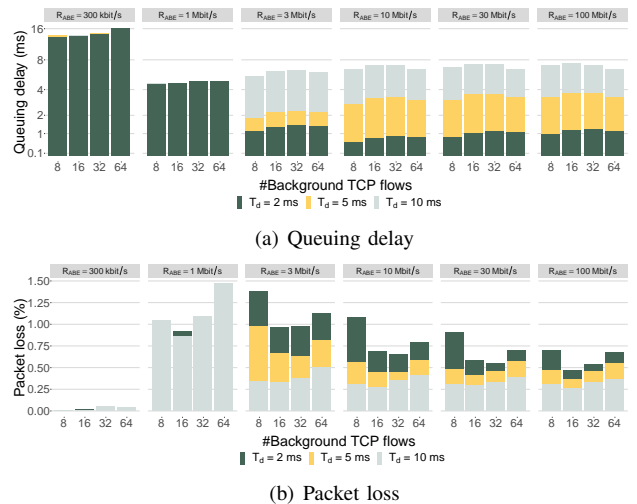 R_ABE = 300 kbit/s R_ABE = 1 Mbit/s R_ABE = 3 Mbit/s R_ABE = 10 Mbit/s R_ABE = 30 Mbit/s R_ABE = 100 Mbit/s
Queuing delay (ms)
16
8
4
2
1
0.1
8 16 32 64 8 16 32 64 8 16 32 64 8 16 32 64 8 16 32 64 8 16 32 64
#Background TCP flows
T_d = 2 ms T_d = 5 ms T_d = 10 ms
(a) Queuing delay
R_ABE = 300 kbit/s R_ABE = 1 Mbit/s R_ABE = 3 Mbit/s R_ABE = 10 Mbit/s R_ABE = 30 Mbit/s R_ABE = 100 Mbit/s
Packet loss (%)
1.50
1.25
1.00
0.75
0.50
0.25
0.00
8 16 32 64 8 16 32 64 8 16 32 64 8 16 32 64 8 16 32 64 8 16 32 64
#Background TCP flows
T_d = 2 ms T_d = 5 ms T_d = 10 ms
(b) Packet loss